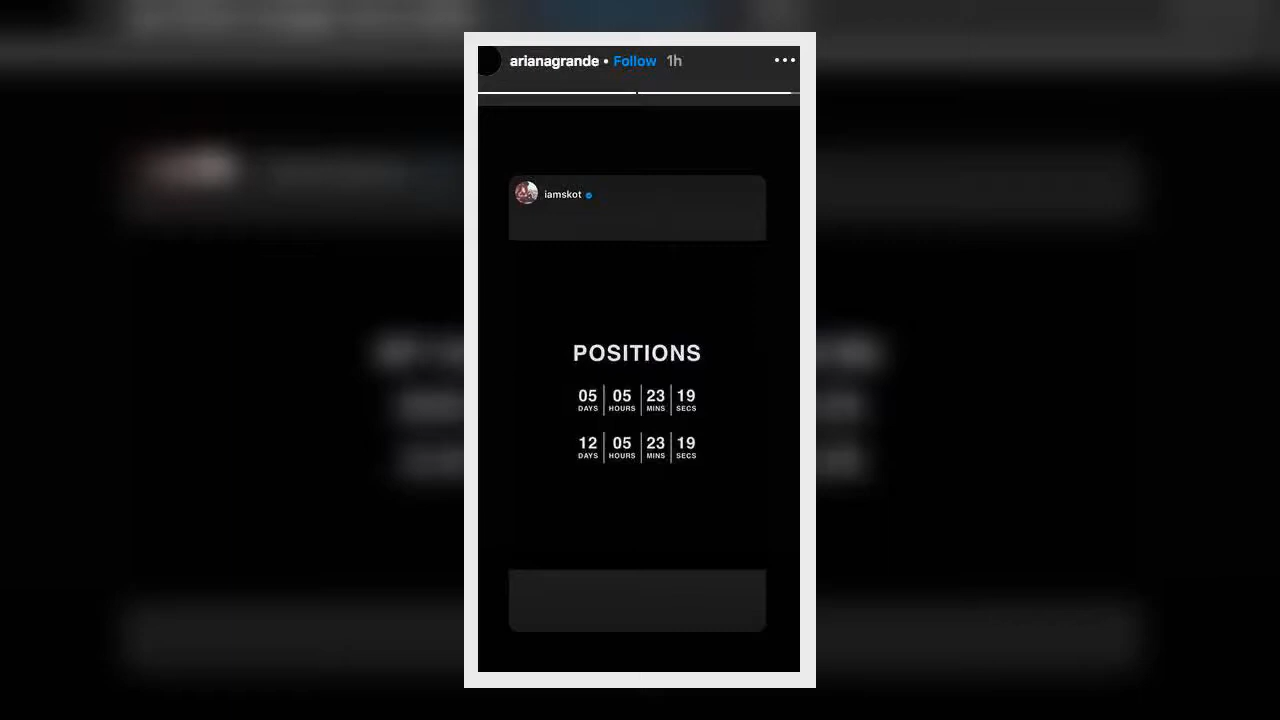 arianagrande • Follow 1h
iamskot
POSITIONS
05 05 23 19
DAYS HOURS MINS SECS
12 05 23 19
DAYS HOURS MINS SECS